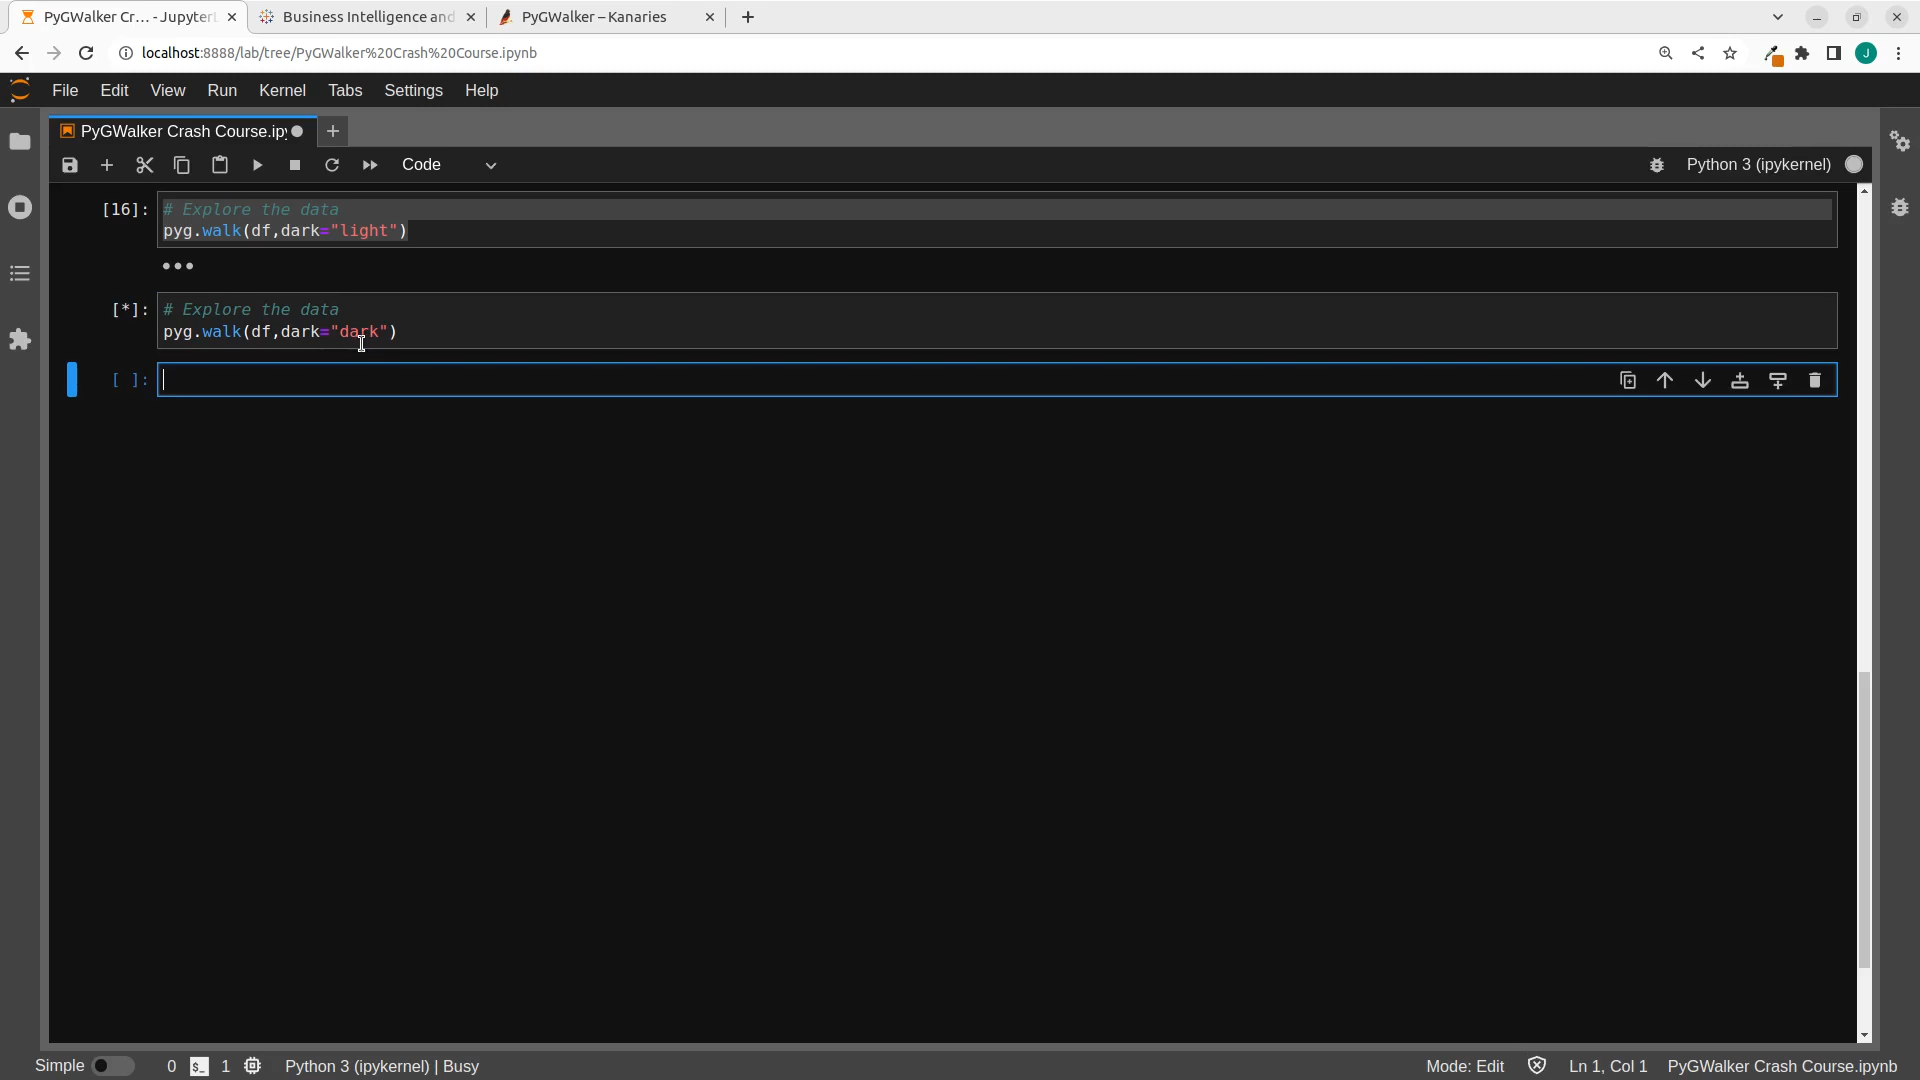 PyGWalker Cr... - JupyterL
Business Intelligence and
PyGWalker – Kanaries
localhost:8888/lab/tree/PyGWalker%20Crash%20Course.ipynb
J
File Edit View Run Kernel Tabs Settings Help
PyGWalker Crash Course.ipy
Code
Python 3 (ipykernel)
[16]: # Explore the data
pyg.walk(df,dark="light")
[*]: # Explore the data
pyg.walk(df,dark="dark")
[ ]:
Simple 0 $_ 1 Python 3 (ipykernel) | Busy Mode: Edit Ln 1, Col 1 PyGWalker Crash Course.ipynb